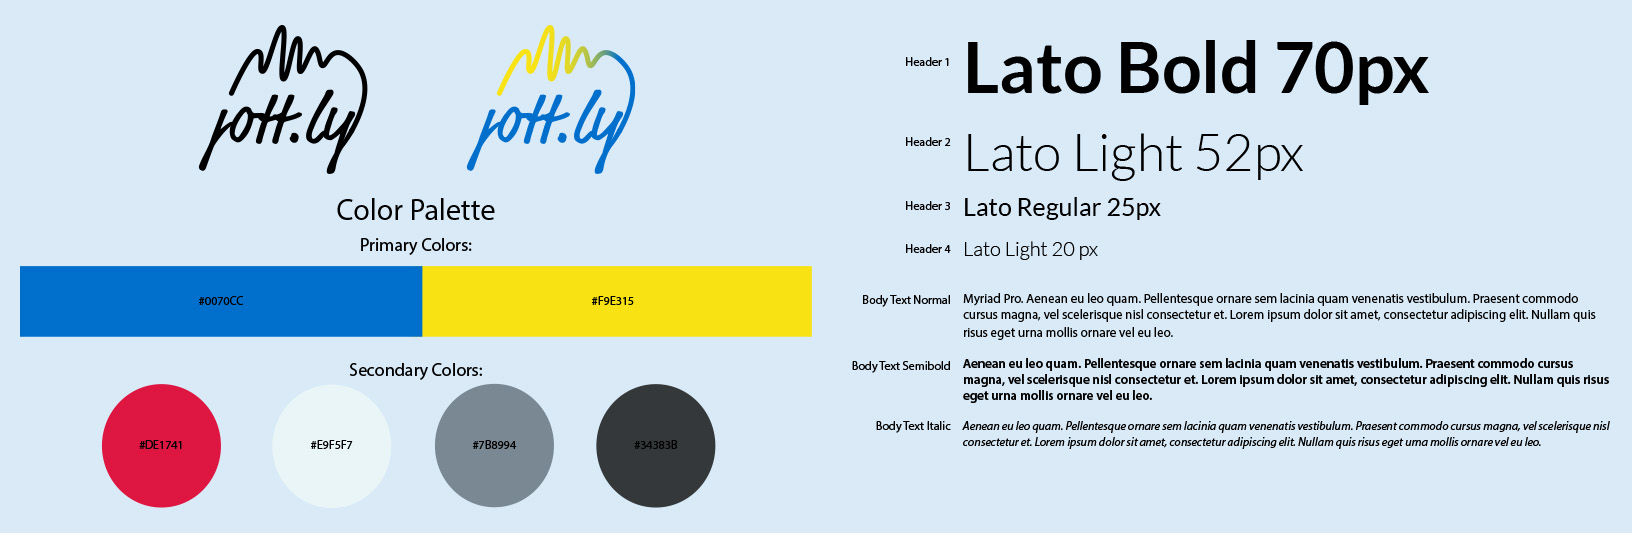 jott.ly
jott.ly
Color Palette
Primary Colors:
#0070CC
#F9E315
Secondary Colors:
#DE1741
#E9F5F7
#7B8994
#34383B
Header 1
Lato Bold 70px
Header 2
Lato Light 52px
Header 3
Lato Regular 25px
Header 4
Lato Light 20 px
Body Text Normal
Myriad Pro. Aenean eu leo quam. Pellentesque ornare sem lacinia quam venenatis vestibulum. Praesent commodo
cursus magna, vel scelerisque nisl consectetur et. Lorem ipsum dolor sit amet, consectetur adipiscing elit. Nullam quis
risus eget urna mollis ornare vel eu leo.
Body Text Semibold
Aenean eu leo quam. Pellentesque ornare sem lacinia quam venenatis vestibulum. Praesent commodo cursus
magna, vel scelerisque nisl consectetur et. Lorem ipsum dolor sit amet, consectetur adipiscing elit. Nullam quis risus
eget urna mollis ornare vel eu leo.
Body Text Italic
Aenean eu leo quam. Pellentesque ornare sem lacinia quam venenatis vestibulum. Praesent commodo cursus magna, vel scelerisque nisl
consectetur et. Lorem ipsum dolor sit amet, consectetur adipiscing elit. Nullam quis risus eget urna mollis ornare vel eu leo.